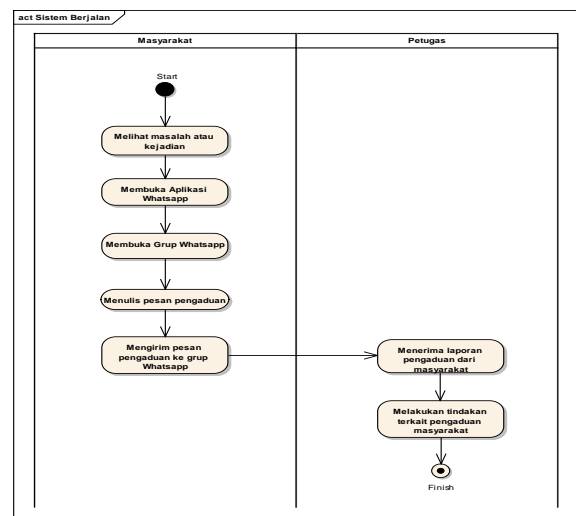 act Sistem Berjalan
Masyarakat
Petugas
Start
Melihat masalah atau
kejadian
Membuka Aplikasi
Whatsapp
Membuka Grup Whatsapp
Menulis pesan pengaduan
Mengirim pesan
pengaduan ke grup
Whatsapp
Menerima laporan
pengaduan dari
masyarakat
Melakukan tindakan
terkait pengaduan
masyarakat
Finish